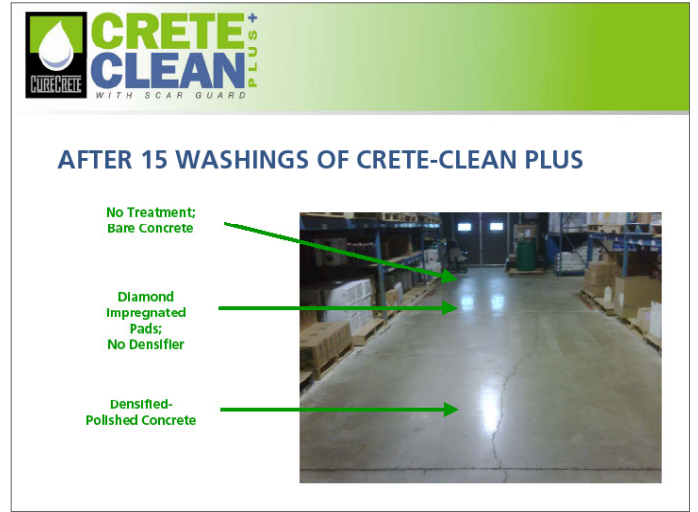 CURECRETE
CRETE+
CLEAN
PLUS
WITH SCAR GUARD
AFTER 15 WASHINGS OF CRETE-CLEAN PLUS
No Treatment;
Bare Concrete
Diamond
Impregnated
Pads;
No Densifier
Densified-
Polished Concrete